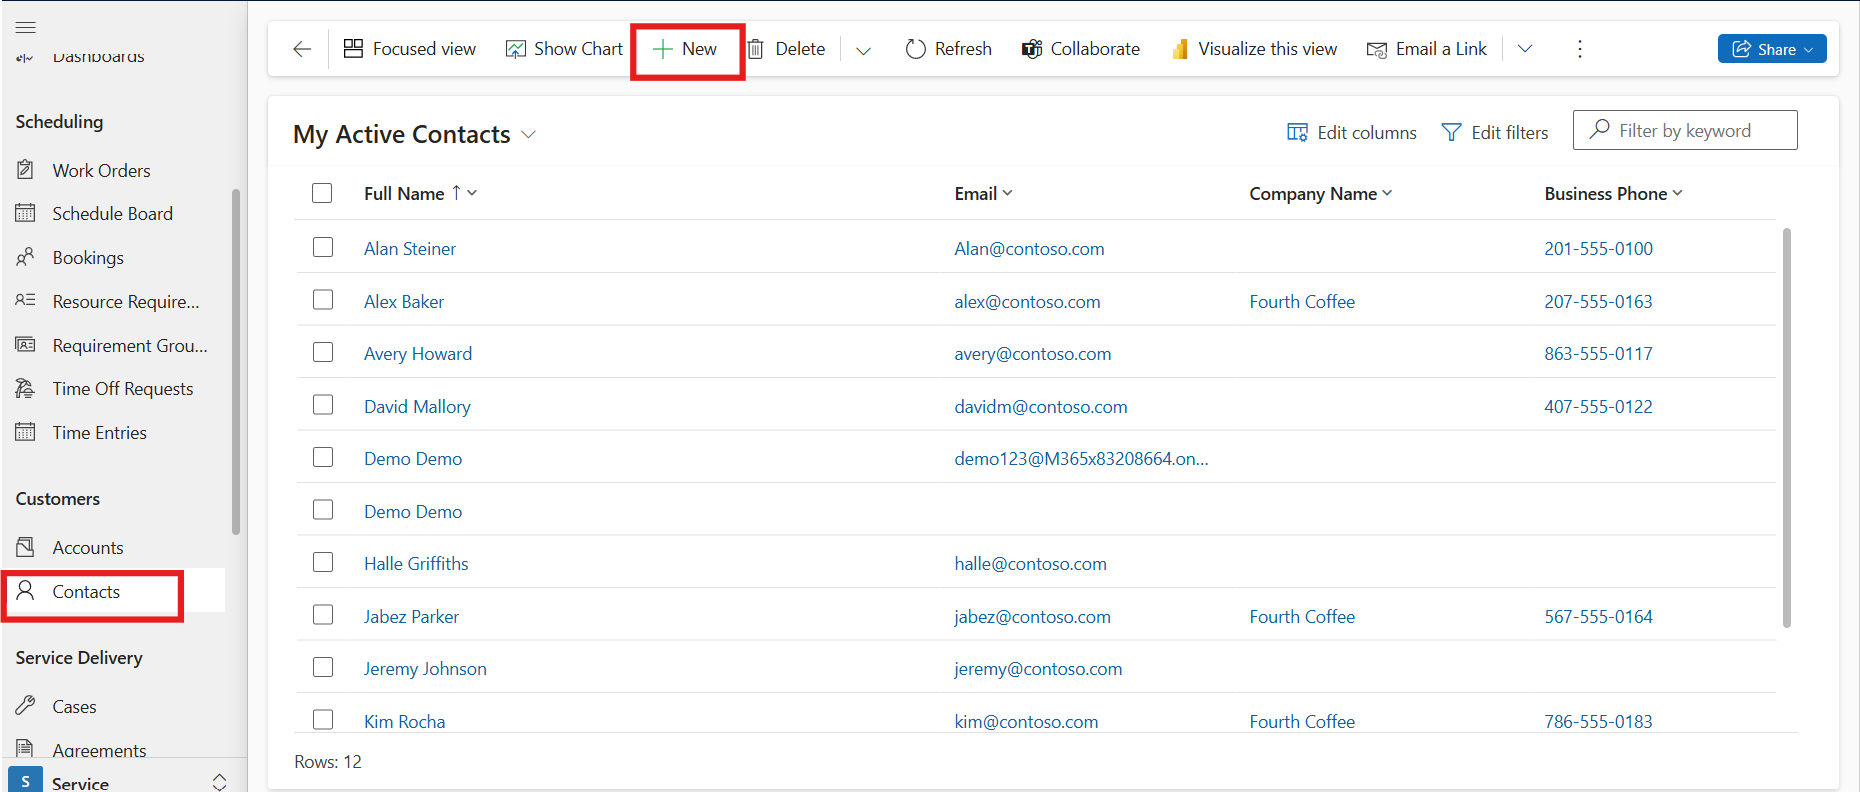 Dashboards
Scheduling
Work Orders
Schedule Board
Bookings
Resource Require...
Requirement Grou...
Time Off Requests
Time Entries
Customers
Accounts
Contacts
Service Delivery
Cases
Agreements
S Service
Focused view Show Chart New Delete Refresh Collaborate Visualize this view Email a Link Share
My Active Contacts Edit columns Edit filters Filter by keyword
Full Name Email Company Name Business Phone
Alan Steiner Alan@contoso.com 201-555-0100
Alex Baker alex@contoso.com Fourth Coffee 207-555-0163
Avery Howard avery@contoso.com 863-555-0117
David Mallory davidm@contoso.com 407-555-0122
Demo Demo demo123@M365x83208664.on...
Demo Demo
Halle Griffiths halle@contoso.com
Jabez Parker jabez@contoso.com Fourth Coffee 567-555-0164
Jeremy Johnson jeremy@contoso.com
Kim Rocha kim@contoso.com Fourth Coffee 786-555-0183
Rows: 12